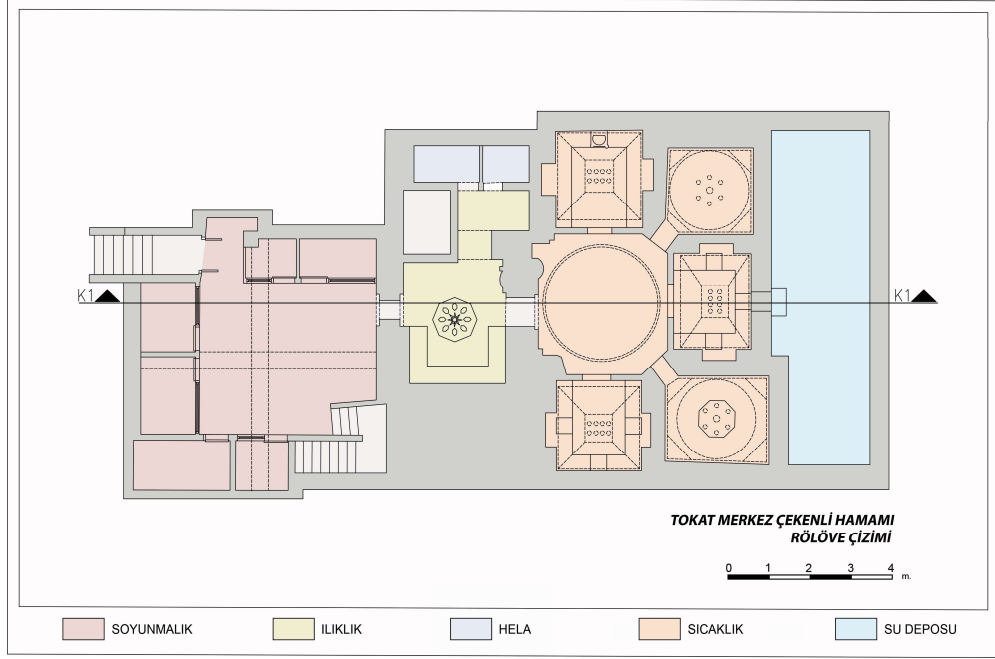 K1 K1
TOKAT MERKEZ ÇEKENLİ HAMAMI
RÖLÖVE ÇİZİMİ
0 1 2 3 4 m.
SOYUNMALIK ILIKLIK HELA SICAKLIK SU DEPOSU